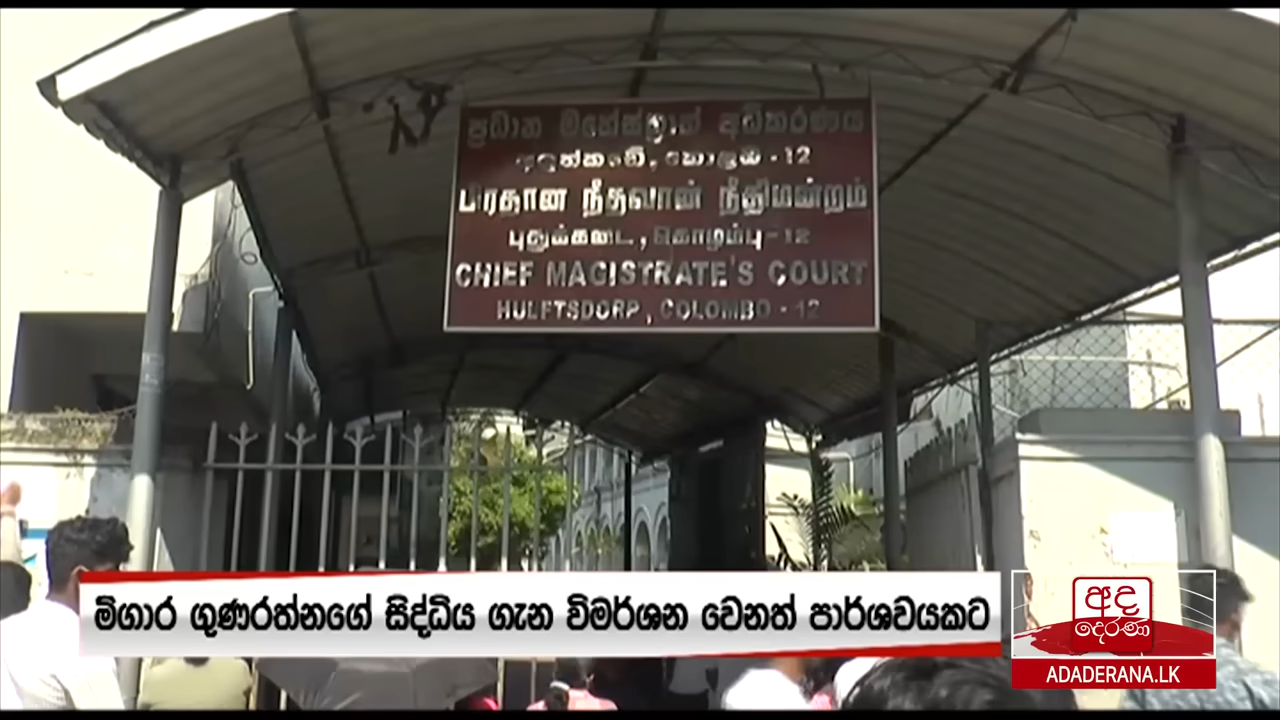 ප්‍රධාන මහේස්ත්‍රාත් අධිකරණය
අලුත්කඩේ, කොළඹ - 12
பிரதான நீதவான் நீதிமன்றம்
புதுக்கடை, கொழும்பு - 12
CHIEF MAGISTRATE'S COURT
HULFTSDORP, COLOMBO - 12
මිගාර ගුණරත්නගේ සිද්ධිය ගැන විමර්ශන වෙනත් පාර්ශවයකට
අද
දෙරණ
ADADERANA.LK